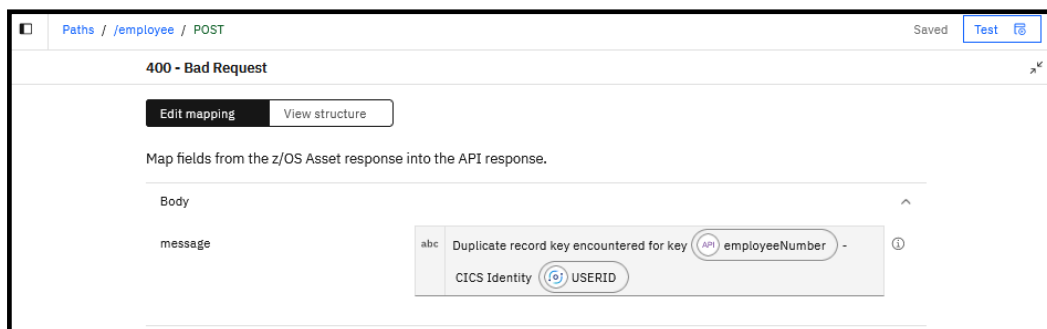 Paths / /employee / POST
Saved
Test
400 - Bad Request
Edit mapping
View structure
Map fields from the z/OS Asset response into the API response.
Body
message
abc
Duplicate record key encountered for key API employeeNumber -
CICS Identity USERID